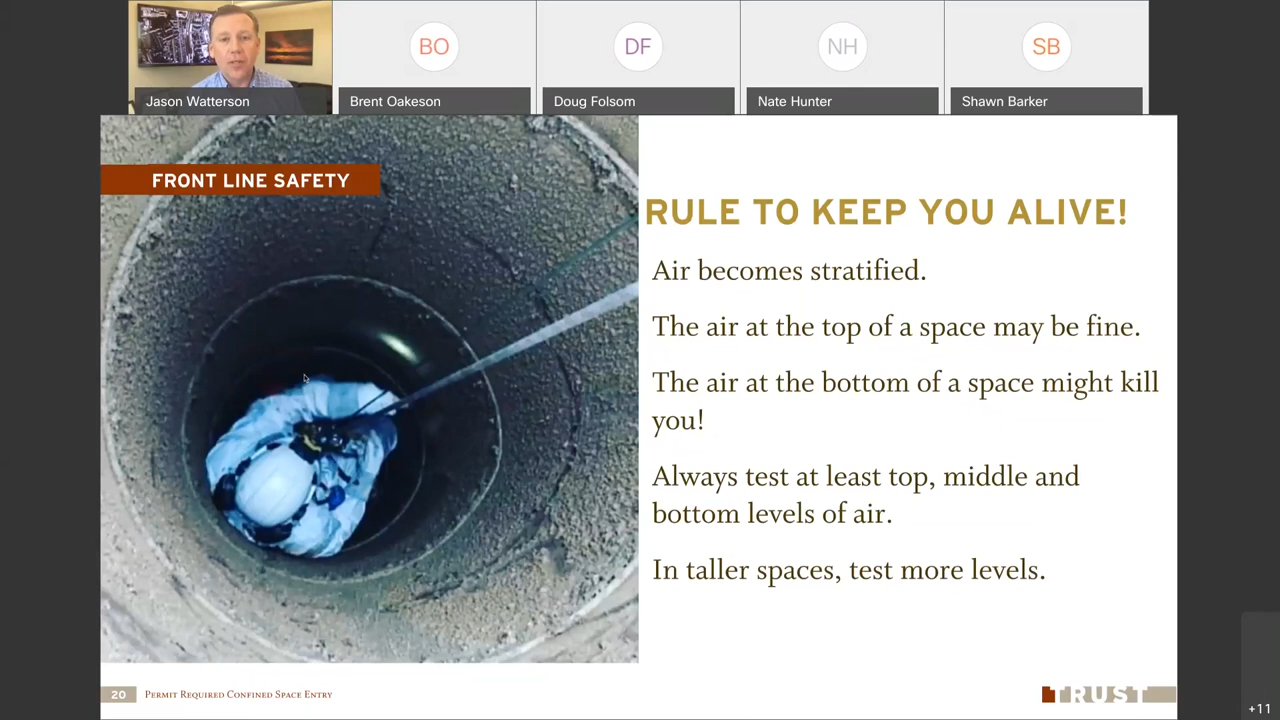 BO
DF
NH
SB
Jason Watterson
Brent Oakeson
Doug Folsom
Nate Hunter
Shawn Barker
FRONT LINE SAFETY
RULE TO KEEP YOU ALIVE!
Air becomes stratified.
The air at the top of a space may be fine.
The air at the bottom of a space might kill
you!
Always test at least top, middle and
bottom levels of air.
In taller spaces, test more levels.
20
Permit Required Confined Space Entry
TRUST
+11